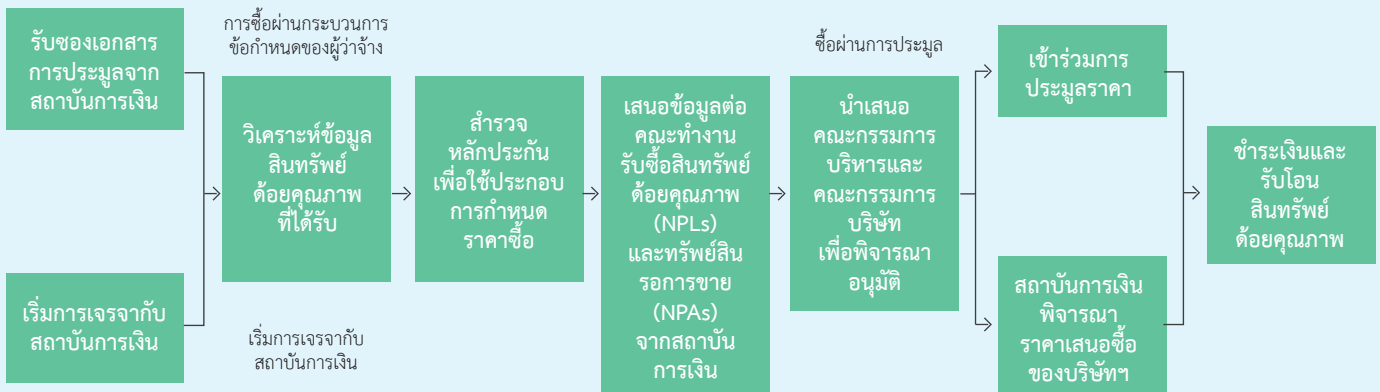 รับซองเอกสาร
การประมูลจาก
สถาบันการเงิน
เริ่มการเจรจากับ
สถาบันการเงิน
การซื้อผ่านกระบวนการ
ข้อกำหนดของผู้ว่าจ้าง
วิเคราะห์ข้อมูล
สินทรัพย์
ด้อยคุณภาพ
ที่ได้รับ
เริ่มการเจรจากับ
สถาบันการเงิน
สำรวจ
หลักประกัน
เพื่อใช้ประกอบ
การกำหนด
ราคาซื้อ
เสนอข้อมูลต่อ
คณะทำงาน
รับซื้อสินทรัพย์
ด้อยคุณภาพ
(NPLs)
และทรัพย์สิน
รอการขาย
(NPAs)
จากสถาบัน
การเงิน
ซื้อผ่านการประมูล
นำเสนอ
คณะกรรมการ
บริหารและ
คณะกรรมการ
บริษัท
เพื่อพิจารณา
อนุมัติ
เข้าร่วมการ
ประมูลราคา
สถาบันการเงิน
พิจารณา
ราคาเสนอซื้อ
ของบริษัทฯ
ชำระเงินและ
รับโอน
สินทรัพย์
ด้อยคุณภาพ